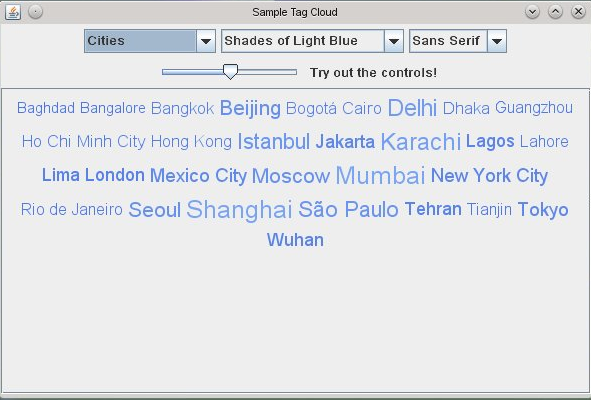 Sample Tag Cloud
Cities Shades of Light Blue Sans Serif
Try out the controls!
Baghdad Bangalore Bangkok Beijing Bogotá Cairo Delhi Dhaka Guangzhou
Ho Chi Minh City Hong Kong Istanbul Jakarta Karachi Lagos Lahore
Lima London Mexico City Moscow Mumbai New York City
Rio de Janeiro Seoul Shanghai São Paulo Tehran Tianjin Tokyo
Wuhan